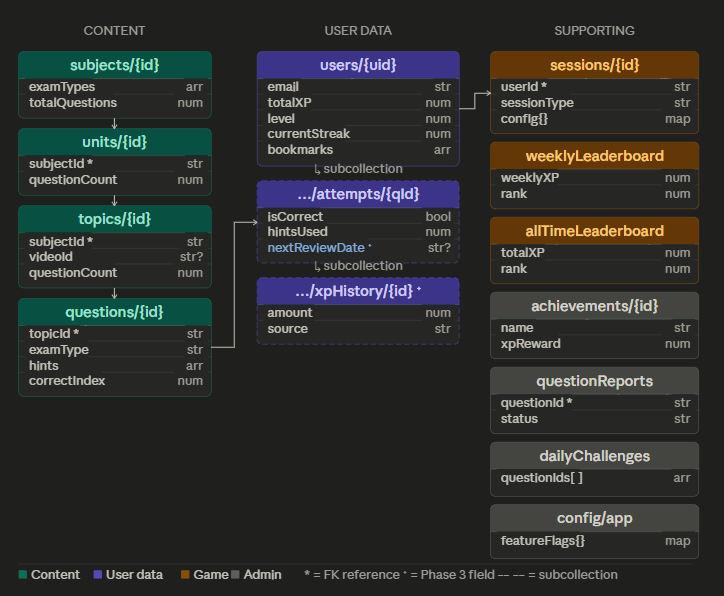 CONTENT
subjects/{id}
examTypes arr
totalQuestions num
units/{id}
subjectId * str
questionCount num
topics/{id}
subjectId * str
videoId str?
questionCount num
questions/{id}
topicId * str
examType str
hints arr
correctIndex num
USER DATA
users/{uid}
email str
totalXP num
level num
currentStreak num
bookmarks arr
subcollection
.../attempts/{qId}
isCorrect bool
hintsUsed num
nextReviewDate * str?
subcollection
.../xpHistory/{id} *
amount num
source str
SUPPORTING
sessions/{id}
userId * str
sessionType str
config{} map
weeklyLeaderboard
weeklyXP num
rank num
allTimeLeaderboard
totalXP num
rank num
achievements/{id}
name str
xpReward num
questionReports
questionId * str
status str
dailyChallenges
questionIds[ ] arr
config/app
featureFlags{} map
Content User data Game Admin * = FK reference * = Phase 3 field -- -- = subcollection